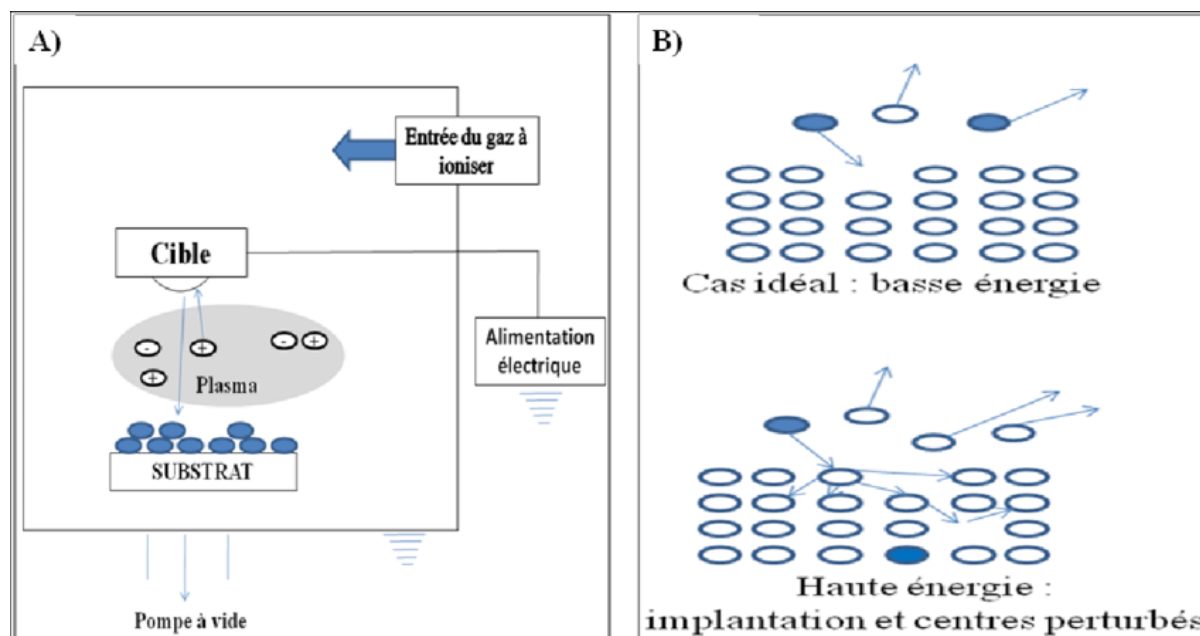 A)
Entrée du gaz à
ioniser
Cible
Alimentation
électrique
-
+
-
+
+
Plasma
SUBSTRAT
Pompe à vide
B)
Cas idéal : basse énergie
Haute énergie :
implantation et centres perturbés